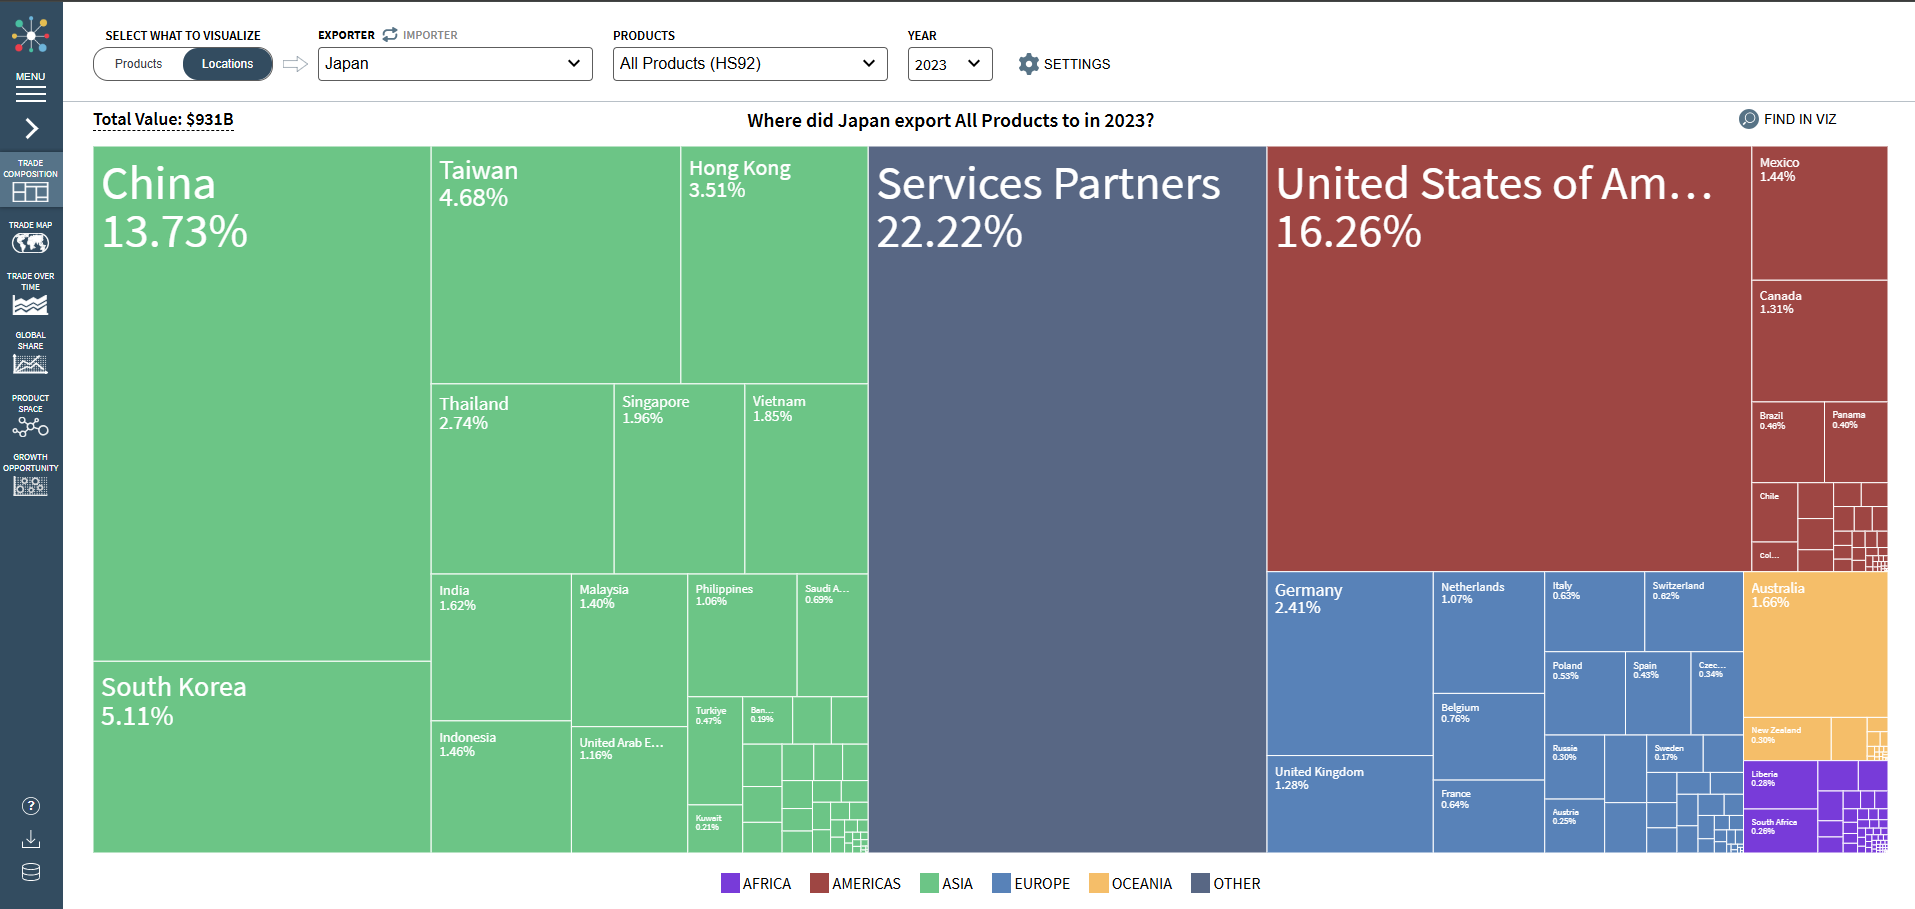 SELECT WHAT TO VISUALIZE
Products
Locations
EXPORTER
IMPORTER
Japan
PRODUCTS
All Products (HS92)
YEAR
2023
SETTINGS
MENU
TRADE
COMPOSITION
TRADE MAP
TRADE OVER
TIME
GLOBAL
SHARE
PRODUCT
SPACE
GROWTH
OPPORTUNITY
?
Total Value: $931B
Where did Japan export All Products to in 2023?
FIND IN VIZ
China
13.73%
South Korea
5.11%
Taiwan
4.68%
Hong Kong
3.51%
Thailand
2.74%
Singapore
1.96%
Vietnam
1.85%
India
1.62%
Indonesia
1.46%
Malaysia
1.40%
United Arab E...
1.16%
Philippines
1.06%
Saudi A...
0.69%
Turkiye
0.47%
Kuwait
0.21%
Ban...
0.19%
Services Partners
22.22%
United States of Am...
16.26%
Mexico
1.44%
Canada
1.31%
Brazil
0.46%
Panama
0.40%
Chile
Col...
Germany
2.41%
United Kingdom
1.28%
Netherlands
1.07%
Belgium
0.76%
France
0.64%
Italy
0.63%
Switzerland
0.62%
Poland
0.53%
Spain
0.43%
Czec...
0.34%
Russia
0.30%
Austria
0.25%
Sweden
0.17%
Australia
1.66%
New Zealand
0.30%
Liberia
0.28%
South Africa
0.26%
AFRICA
AMERICAS
ASIA
EUROPE
OCEANIA
OTHER